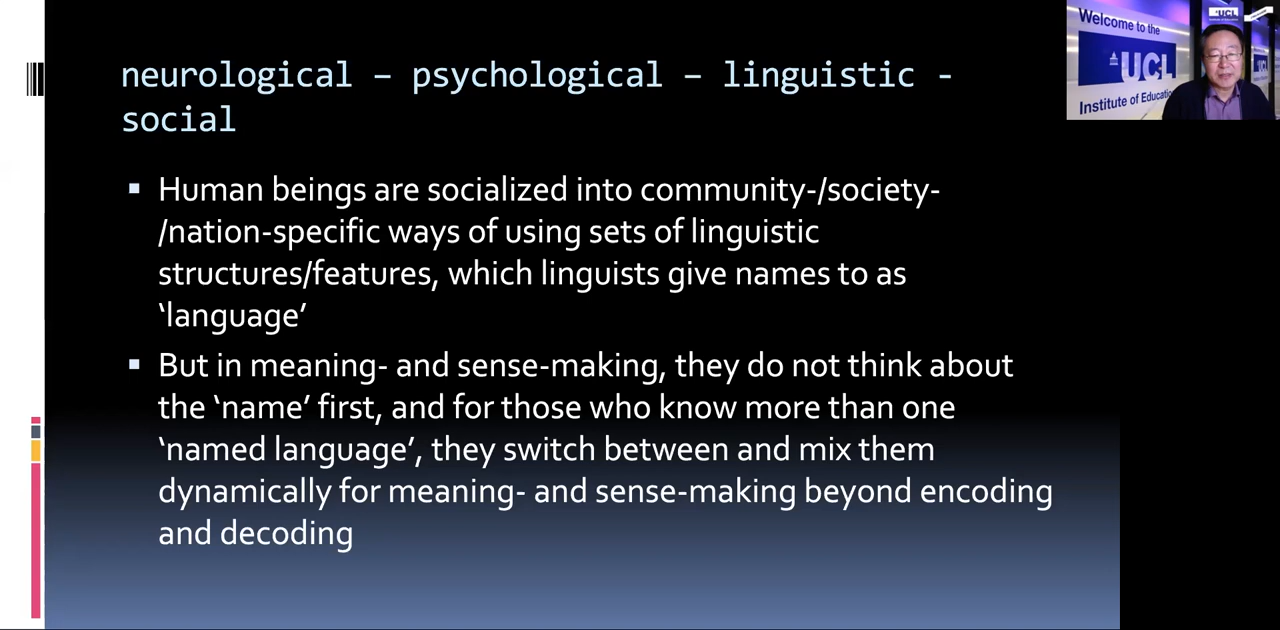 neurological – psychological – linguistic -
social
Human beings are socialized into community-/society-
/nation-specific ways of using sets of linguistic
structures/features, which linguists give names to as
‘language’
But in meaning- and sense-making, they do not think about
the ‘name’ first, and for those who know more than one
‘named language’, they switch between and mix them
dynamically for meaning- and sense-making beyond encoding
and decoding
Welcome to the
UCL
Institute of
UCL